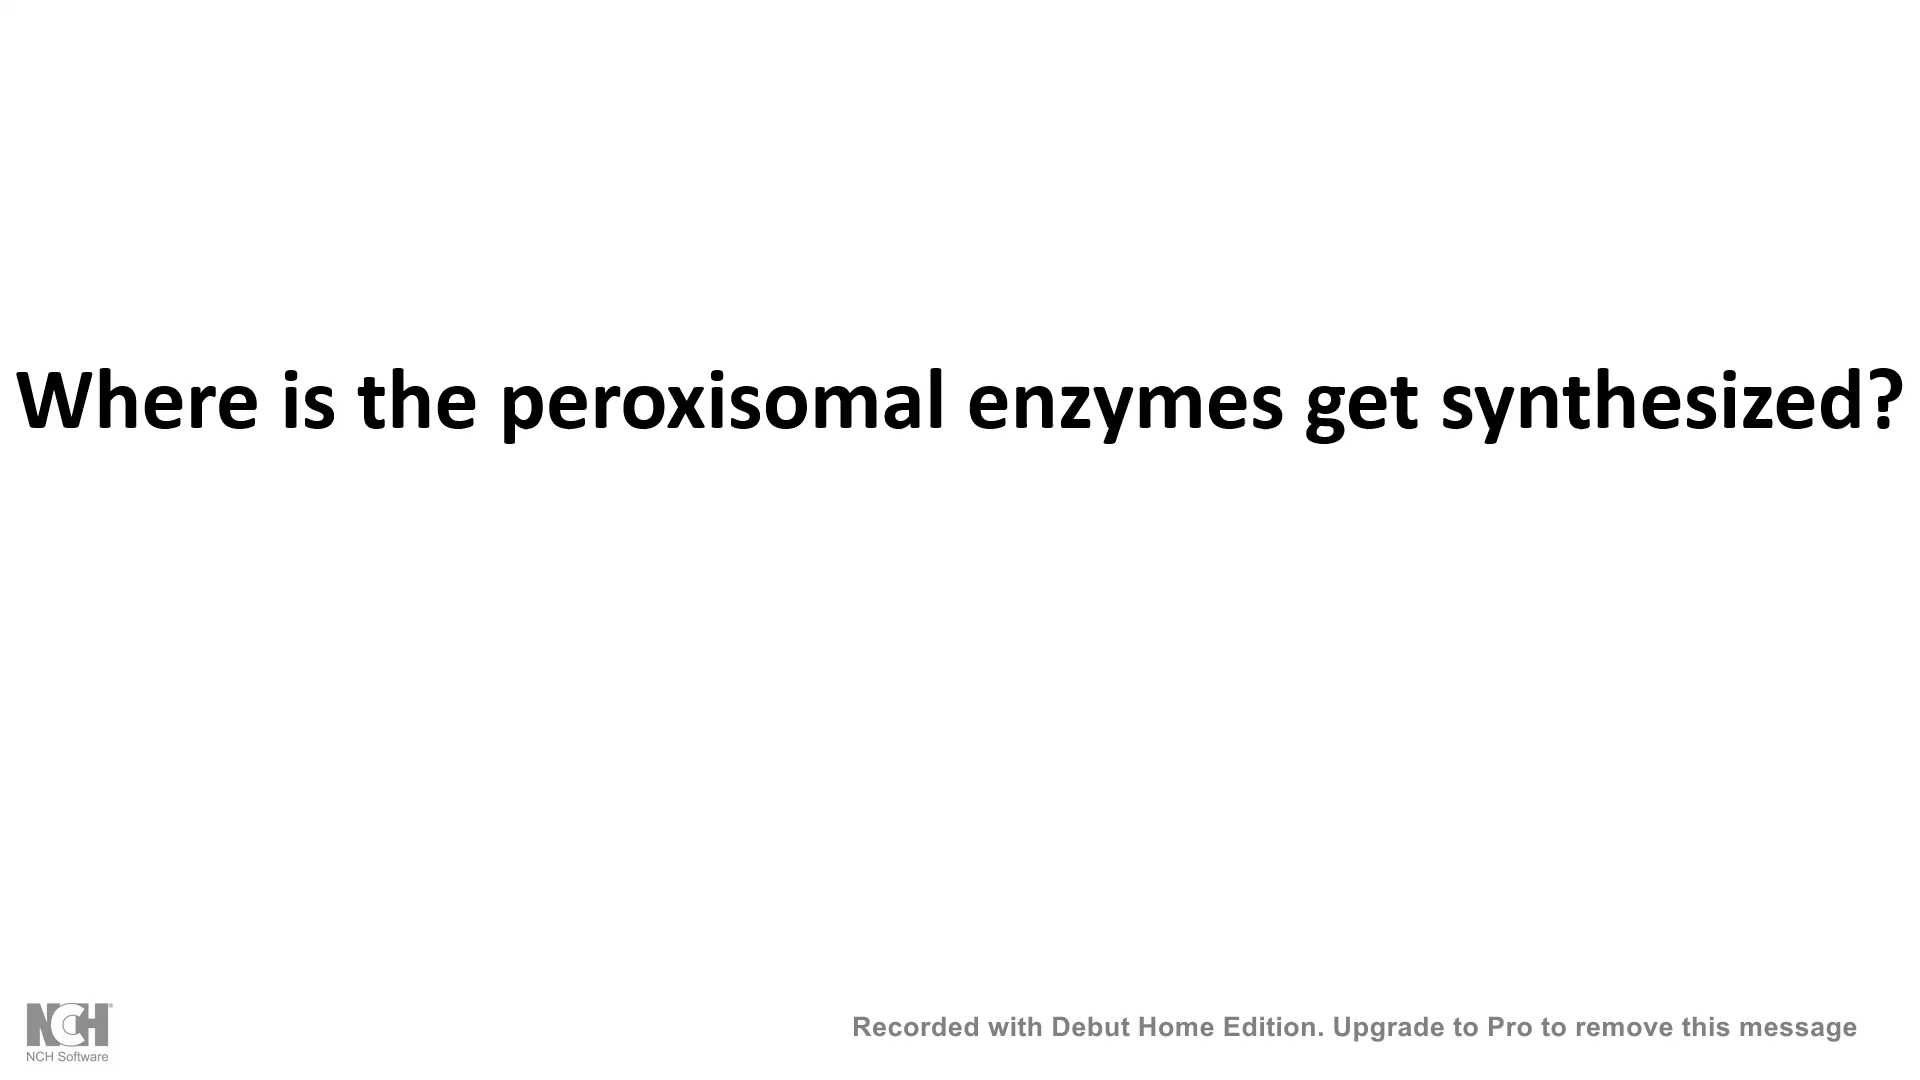 Where is the peroxisomal enzymes get synthesized?
NCH®
NCH Software
Recorded with Debut Home Edition. Upgrade to Pro to remove this message